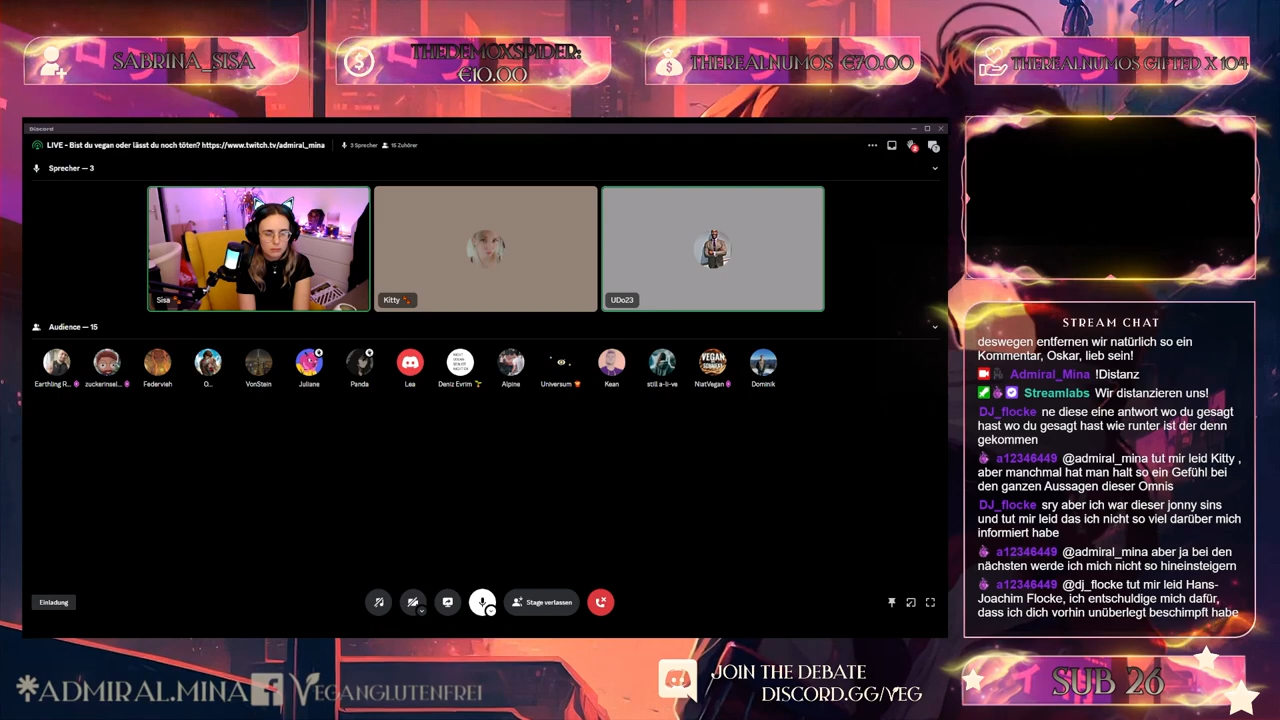 SABRINA_SISA
THEDEMOXSPIDER:
€10.00
THEREALNUMOS €70.00
THEREALNUMOS GIFTED X 104
Discord
LIVE - Bist du vegan oder lässt du noch töten? https://www.twitch.tv/admiral_mina
3 Sprecher
15 Zuhörer
Sprecher — 3
Sisa
Kitty
UDo23
Audience — 15
Earthling R...
zuckerinsel...
Federvieh
O...
VonStain
Juliane
Panda
Lea
Deniz Evrim
Alpine
Universum
Kean
still a-li-ve
NiatVegan
Dominik
Einladung
Stage verlassen
STREAM CHAT
deswegen entfernen wir natürlich so ein
Kommentar, Oskar, lieb sein!
Admiral_Mina !Distanz
Streamlabs Wir distanzieren uns!
DJ_flocke ne diese eine antwort wo du gesagt
hast wo du gesagt hast wie runter ist der denn
gekommen
a12346449 @admiral_mina tut mir leid Kitty ,
aber manchmal hat man halt so ein Gefühl bei
den ganzen Aussagen dieser Omnis
DJ_flocke sry aber ich war dieser jonny sins
und tut mir leid das ich nicht so viel darüber mich
informiert habe
a12346449 @admiral_mina aber ja bei den
nächsten werde ich mich nicht so hineinsteigern
a12346449 @dj_flocke tut mir leid Hans-
Joachim Flocke, ich entschuldige mich dafür,
dass ich dich vorhin unüberlegt beschimpft habe
*ADMIRAL.MINA
VEGANGLUTENFREI
JOIN THE DEBATE
DISCORD.GG/VEG
SUB 26